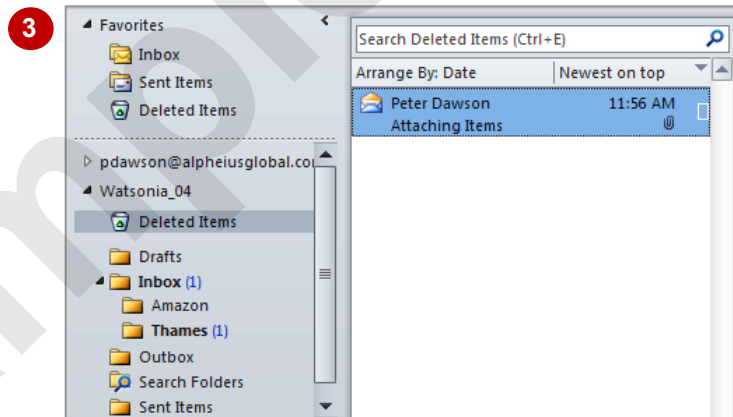 3
Favorites
Inbox
Sent Items
Deleted Items
pdawson@alpheiusglobal.co
Watsonia_04
Deleted Items
Drafts
Inbox (1)
Amazon
Thames (1)
Outbox
Search Folders
Sent Items
Search Deleted Items (Ctrl+E)
Arrange By: Date Newest on top
Peter Dawson 11:56 AM
Attaching Items